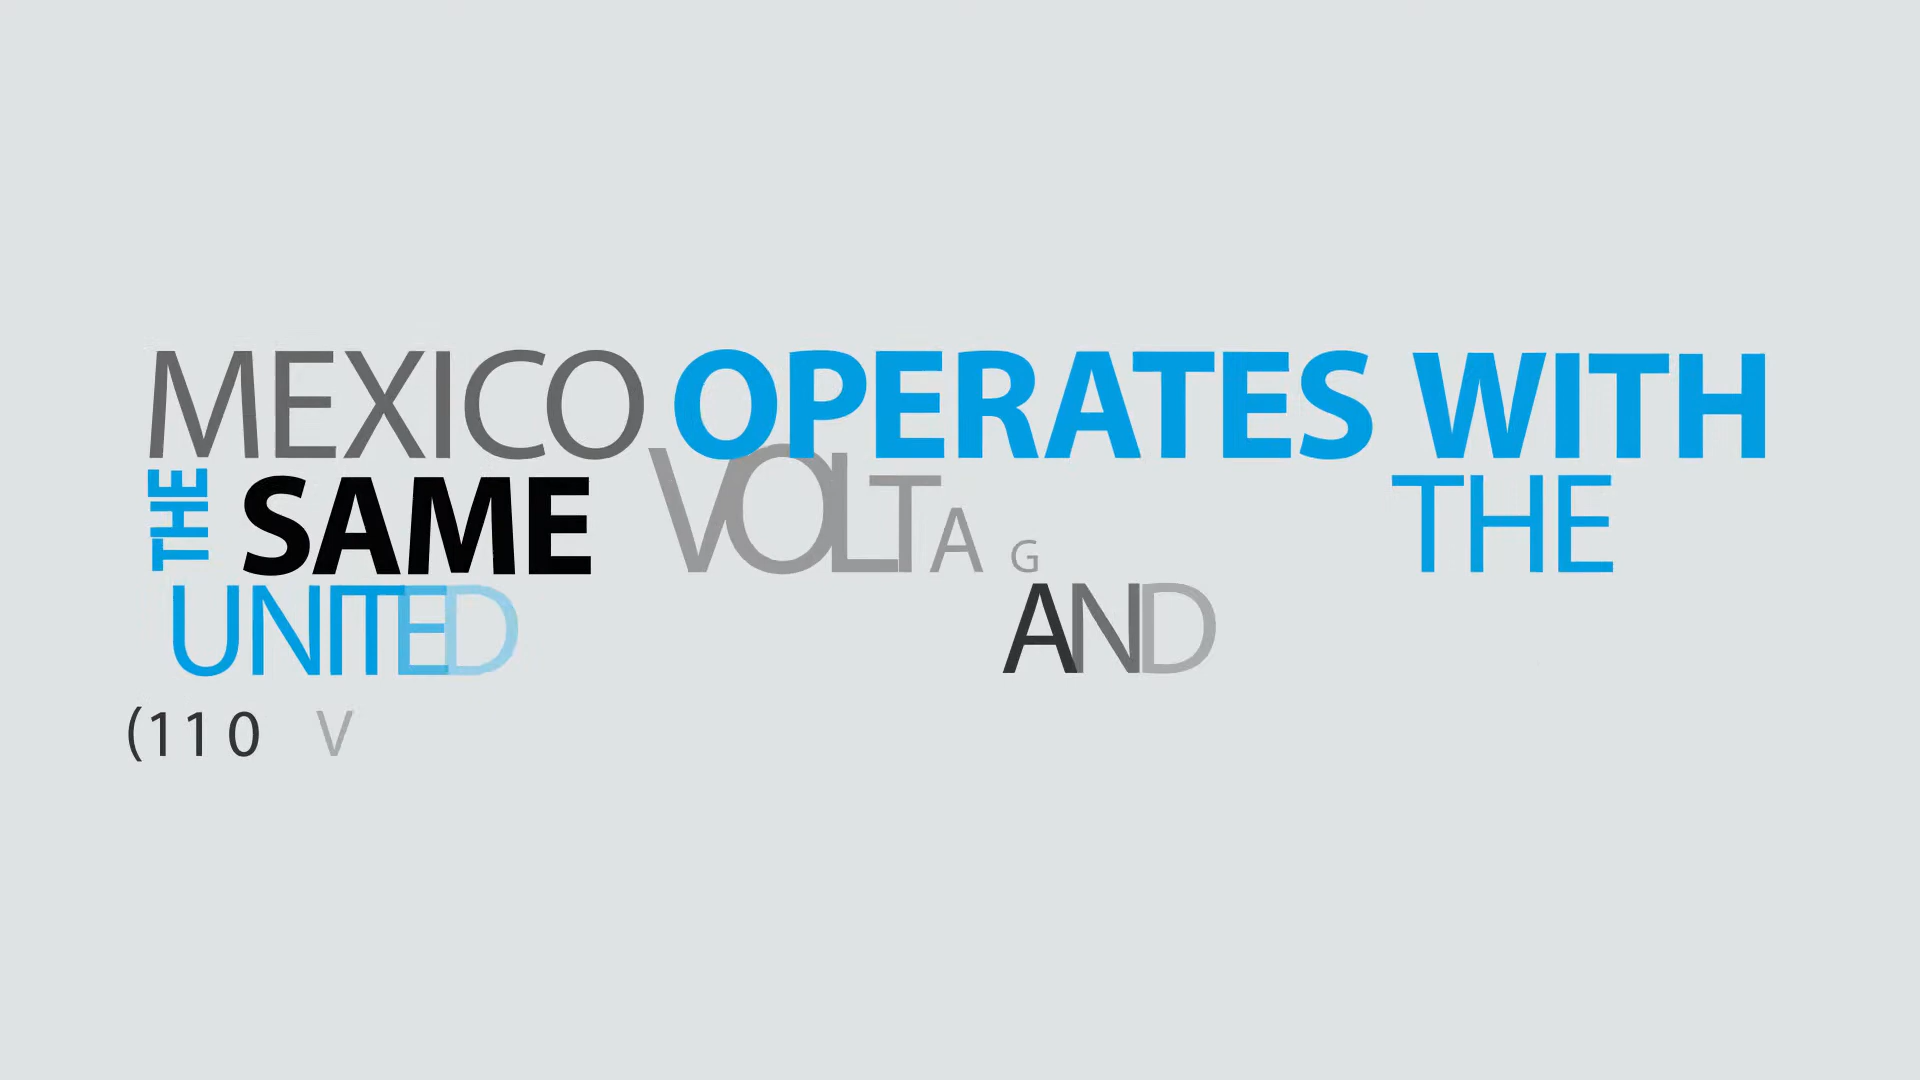 MEXICO OPERATES WITH
THE SAME VOLTAG THE
UNITED AND
(110 V